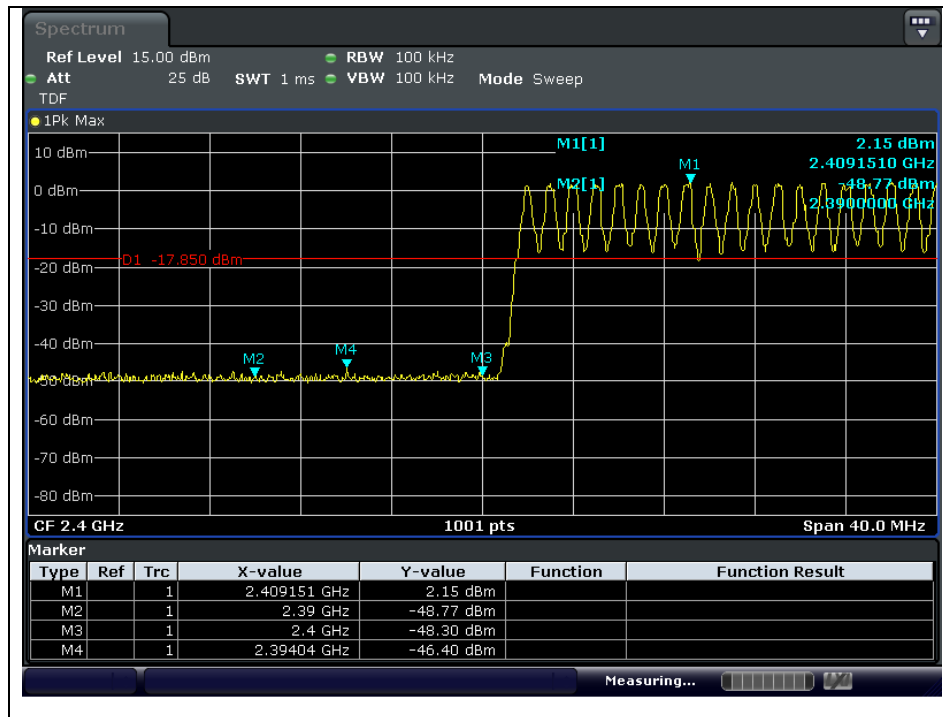 Spectrum
Ref Level 15.00 dBm RBW 100 kHz
Att 25 dB SWT 1 ms VBW 100 kHz Mode Sweep
TDF
1Pk Max
M1[1] 2.15 dBm
2.4091510 GHz
M2[1] -48.77 dBm
2.3900000 GHz
M1
10 dBm
0 dBm
-10 dBm
D1 -17.850 dBm
-20 dBm
-30 dBm
-40 dBm
M2 M4 M3
-50 dBm
-60 dBm
-70 dBm
-80 dBm
CF 2.4 GHz 1001 pts Span 40.0 MHz
Marker
Type Ref Trc X-value Y-value Function Function Result
M1 1 2.409151 GHz 2.15 dBm
M2 1 2.39 GHz -48.77 dBm
M3 1 2.4 GHz -48.30 dBm
M4 1 2.39404 GHz -46.40 dBm
Measuring...